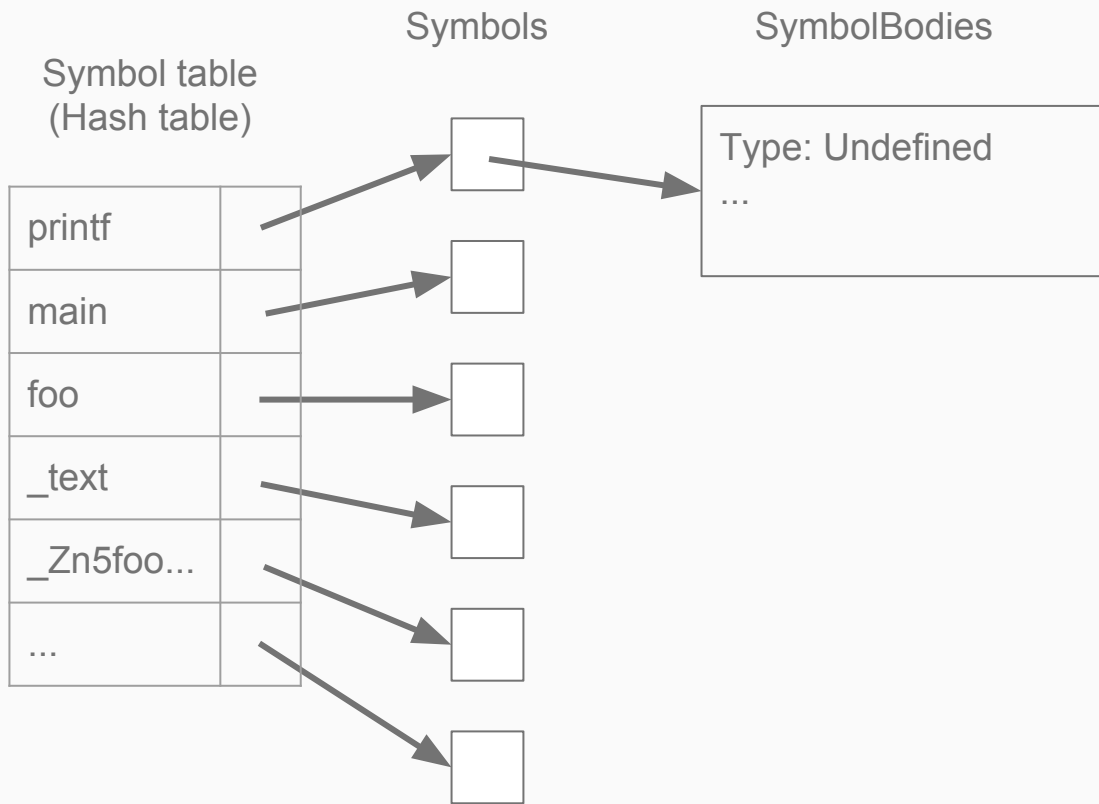 Symbols
SymbolBodies
Symbol table
(Hash table)
Type: Undefined
...
printf
main
foo
_text
_Zn5foo...
...